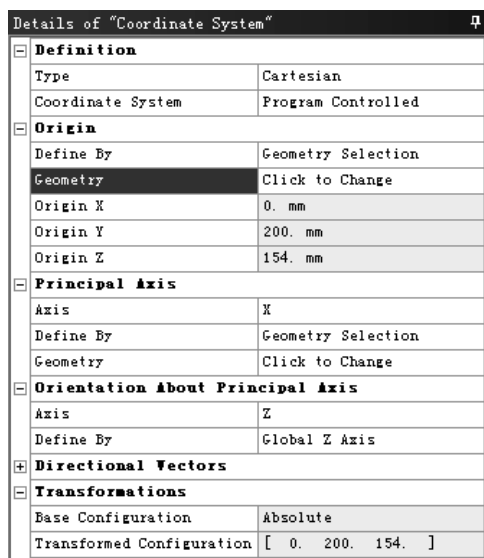 Details of "Coordinate System"
Definition
Type Cartesian
Coordinate System Program Controlled
Origin
Define By Geometry Selection
Geometry Click to Change
Origin X 0. mm
Origin Y 200. mm
Origin Z 154. mm
Principal Axis
Axis X
Define By Geometry Selection
Geometry Click to Change
Orientation About Principal Axis
Axis Z
Define By Global Z Axis
Directional Vectors
Transformations
Base Configuration Absolute
Transformed Configuration [ 0. 200. 154. ]